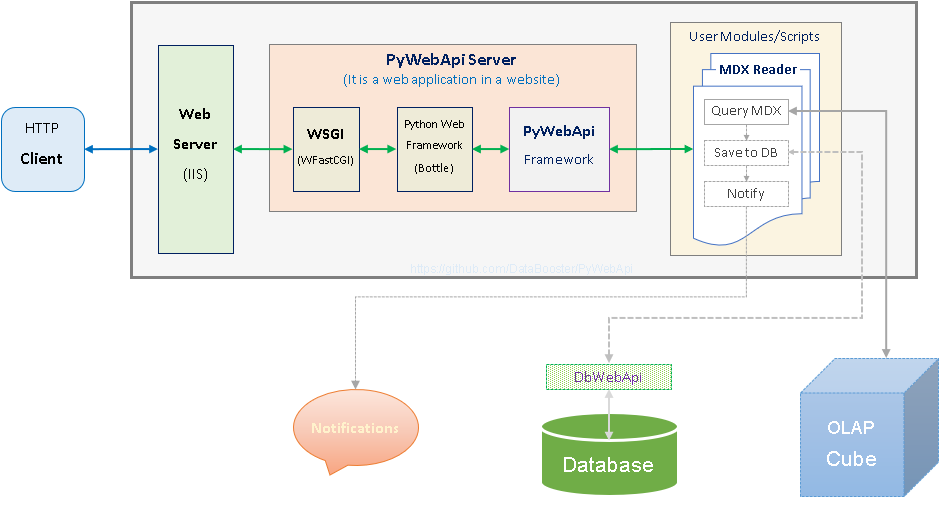 User Modules/Scripts
PyWebApi Server
(It is a web application in a website)
MDX Reader
HTTP
Client
Web
Server
(IIS)
WSGI
(WFastCGI)
Python Web
Framework
(Bottle)
PyWebApi
Framework
Query MDX
Save to DB
Notify
https://github.com/DataBooster/PyWebApi
DbWebApi
Notifications
Database
OLAP
Cube